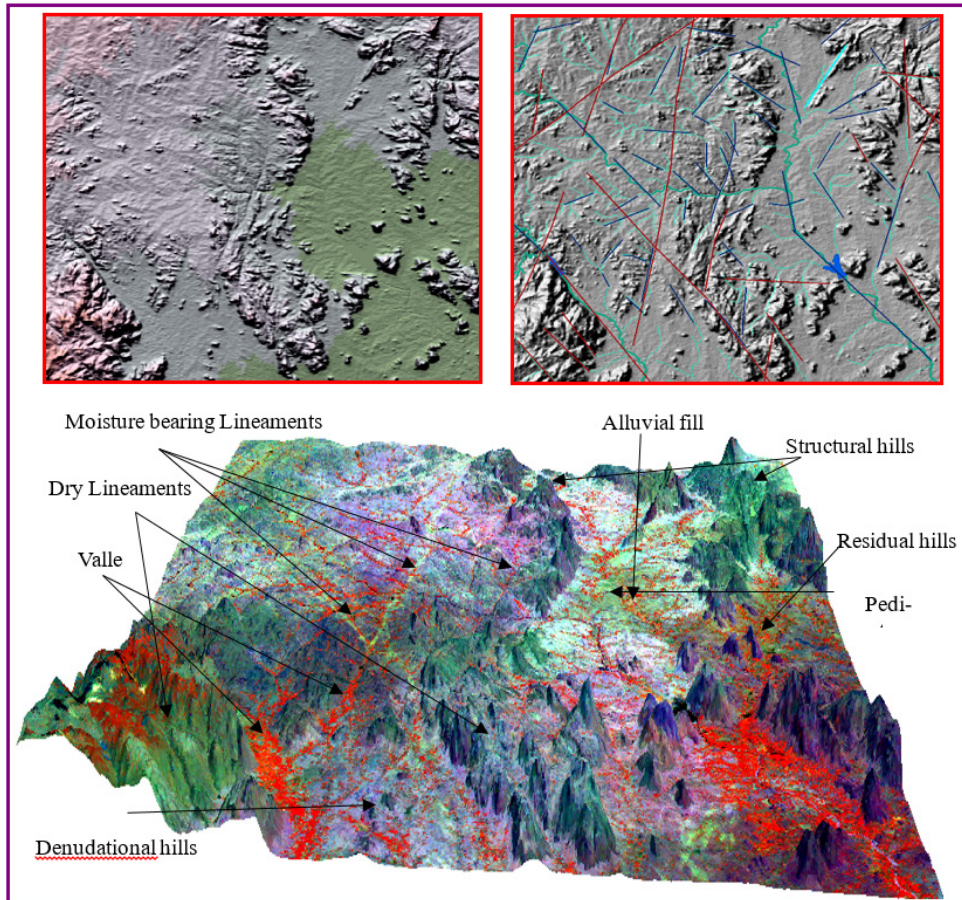 Moisture bearing Lineaments
Alluvial fill
Structural hills
Dry Lineaments
Valle
Residual hills
Pedi-
Denudational hills